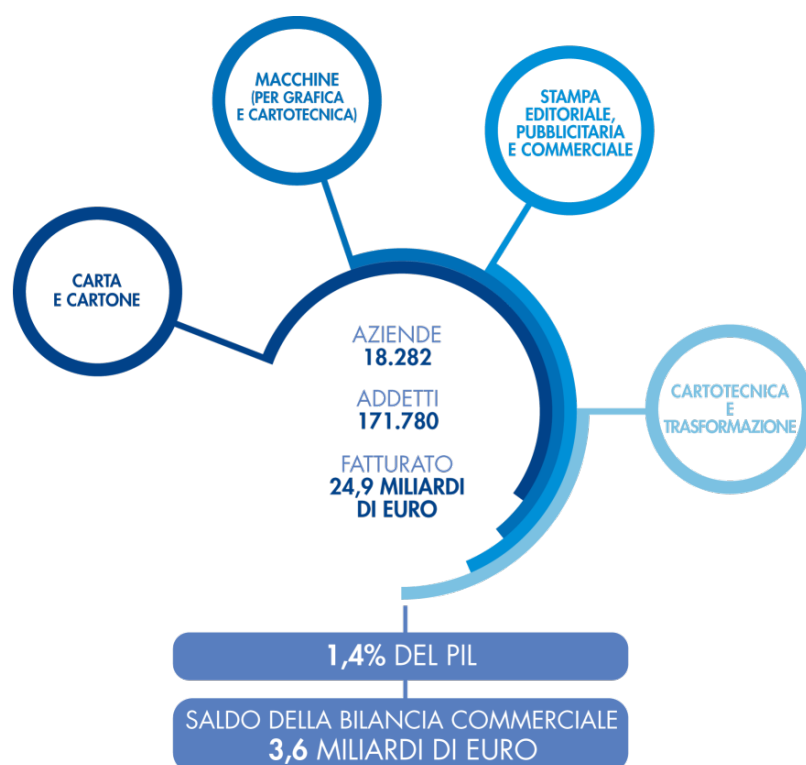 MACCHINE
(PER GRAFICA
E CARTOTECNICA)
STAMPA
EDITORIALE,
PUBBLICITARIA
E COMMERCIALE
CARTA
E CARTONE
AZIENDE
18.282
ADDETTI
171.780
FATTURATO
24,9 MILIARDI
DI EURO
CARTOTECNICA
E
TRASFORMAZIONE
1,4% DEL PIL
SALDO DELLA BILANCIA COMMERCIALE
3,6 MILIARDI DI EURO